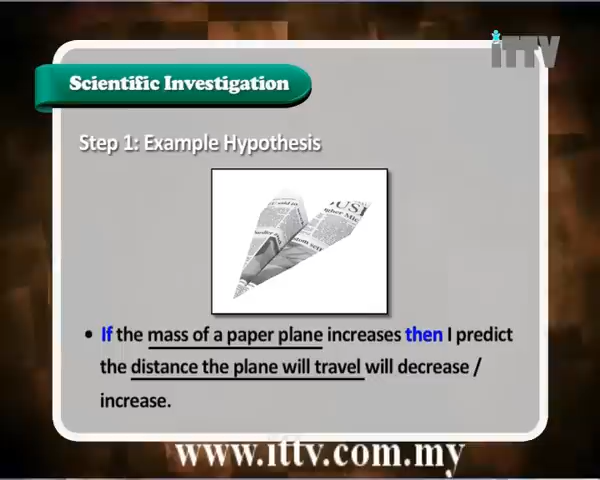 iTTV
Scientific Investigation
Step 1: Example Hypothesis
• If the mass of a paper plane increases then I predict
the distance the plane will travel will decrease /
increase.
www.ittv.com.my